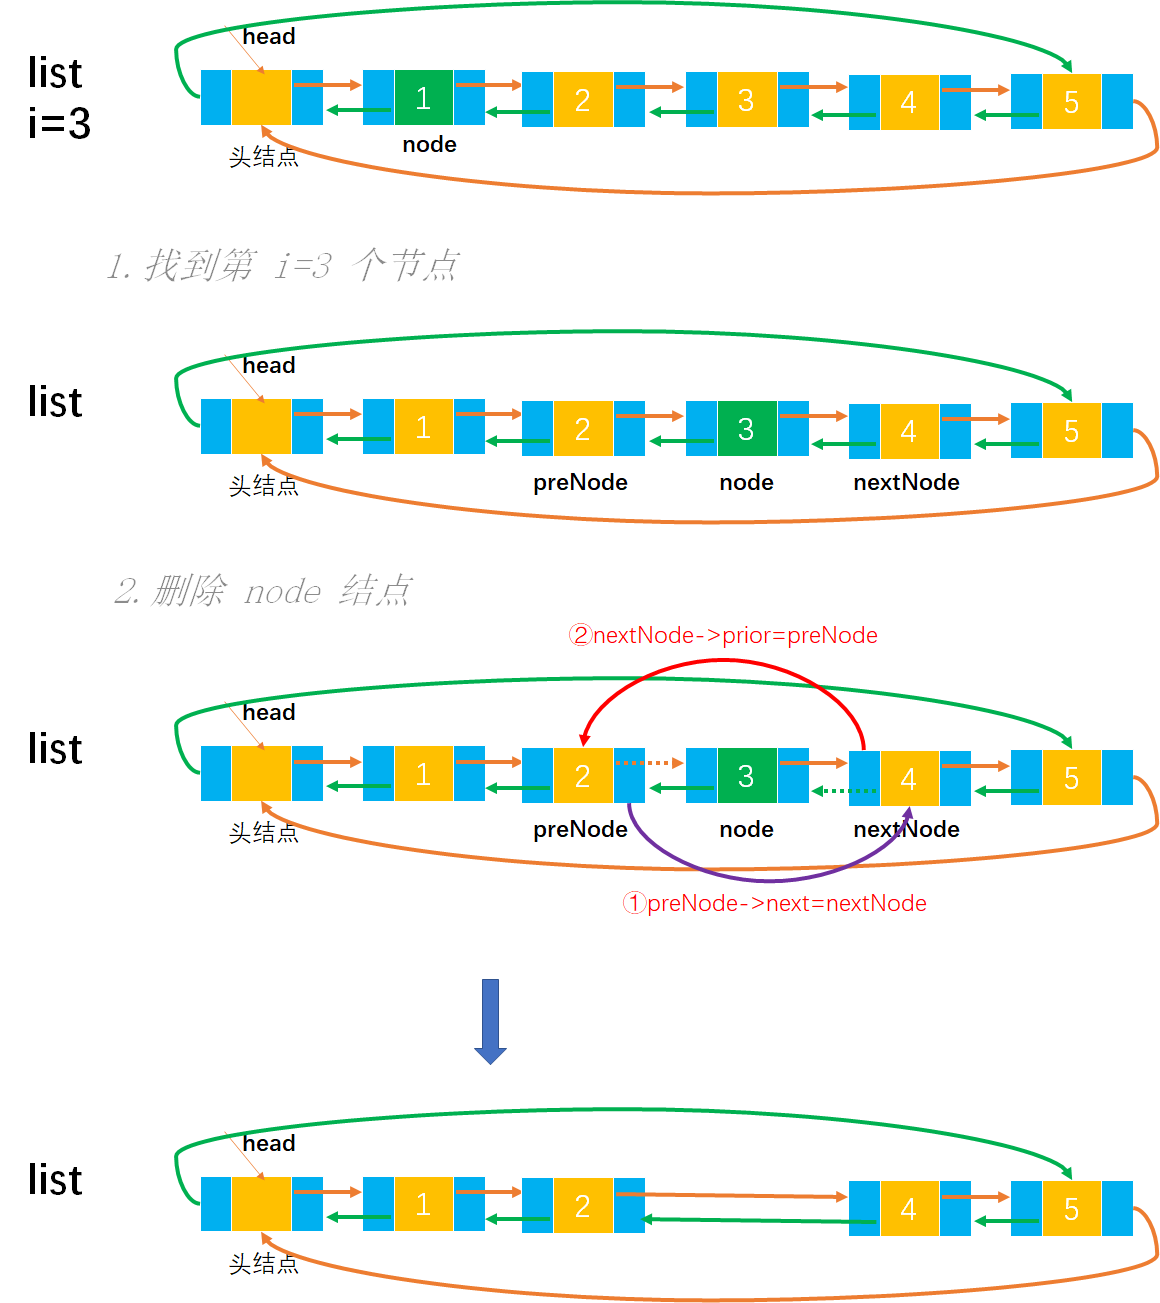 head
list
i=3
1
2
3
4
5
头结点
node
1.找到第 i=3 个节点
head
list
1
2
3
4
5
头结点
preNode
node
nextNode
2.删除 node 结点
②nextNode->prior=preNode
head
list
1
2
3
4
5
头结点
preNode
node
nextNode
①preNode->next=nextNode
head
list
1
2
4
5
头结点